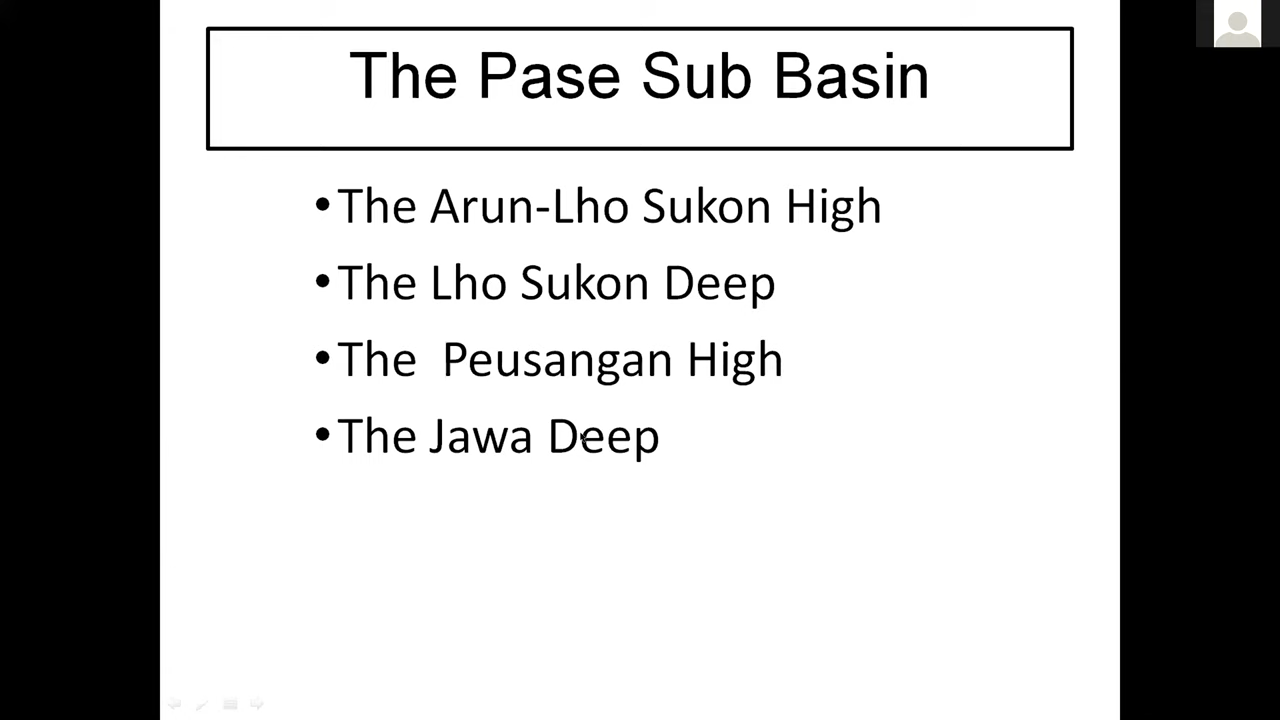 The Pase Sub Basin
•The Arun-Lho Sukon High
•The Lho Sukon Deep
•The  Peusangan High
•The Jawa Deep